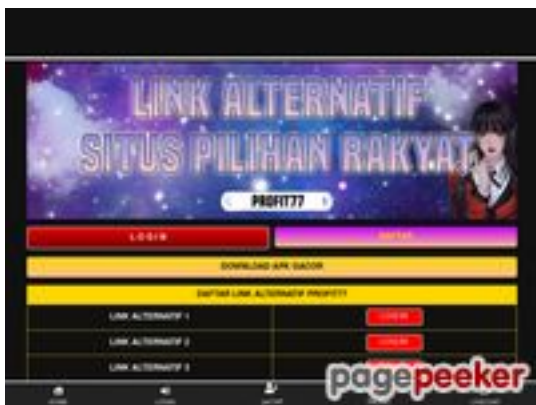 LINK ALTERNATIF
SITUS PILIHAN RAKYAT
PROFIT77
LOGIN
DAFTAR
DOWNLOAD APK GACOR
DAFTAR LINK ALTERNATIF PROFIT77
LINK ALTERNATIF 1 LOGIN
LINK ALTERNATIF 2 LOGIN
LINK ALTERNATIF 3
pagepeeker